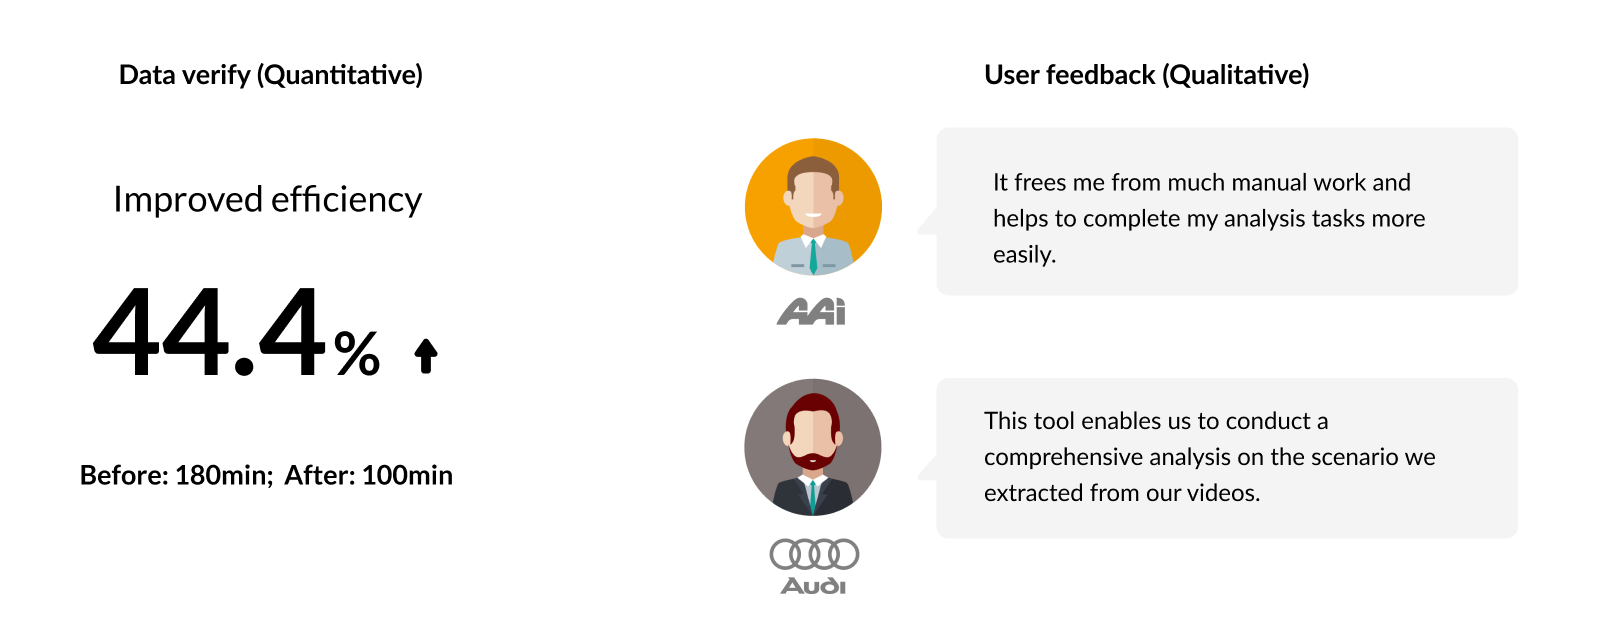 Data verify (Quantitative)
Improved efficiency
44.4%
Before: 180min; After: 100min
User feedback (Qualitative)
It frees me from much manual work and
helps to complete my analysis tasks more
easily.
AAi
This tool enables us to conduct a
comprehensive analysis on the scenario we
extracted from our videos.
Audi